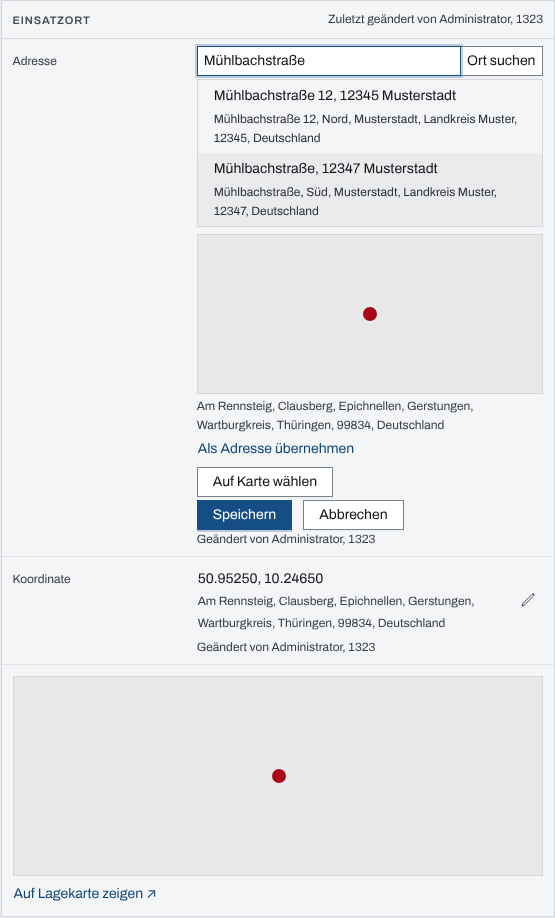 EINSATZORT
Zuletzt geändert von Administrator, 1323
Adresse
Mühlbachstraße
Ort suchen
Mühlbachstraße 12, 12345 Musterstadt
Mühlbachstraße 12, Nord, Musterstadt, Landkreis Muster,
12345, Deutschland
Mühlbachstraße, 12347 Musterstadt
Mühlbachstraße, Süd, Musterstadt, Landkreis Muster,
12347, Deutschland
Am Rennsteig, Clausberg, Epichnellen, Gerstungen,
Wartburgkreis, Thüringen, 99834, Deutschland
Als Adresse übernehmen
Auf Karte wählen
Speichern
Abbrechen
Geändert von Administrator, 1323
Koordinate
50.95250, 10.24650
Am Rennsteig, Clausberg, Epichnellen, Gerstungen,
Wartburgkreis, Thüringen, 99834, Deutschland
Geändert von Administrator, 1323
Auf Lagekarte zeigen ↗